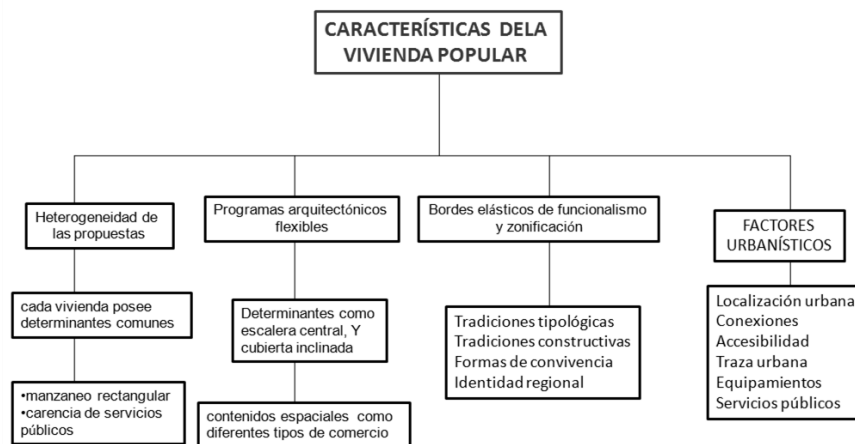 CARACTERÍSTICAS DELA
VIVIENDA POPULAR
Heterogeneidad de
las propuestas
cada vivienda posee
determinantes comunes
•manzaneo rectangular
•carencia de servicios
públicos
Programas arquitectónicos
flexibles
Determinantes como
escalera central, Y
cubierta inclinada
contenidos espaciales como
diferentes tipos de comercio
Bordes elásticos de funcionalismo
y zonificación
Tradiciones tipológicas
Tradiciones constructivas
Formas de convivencia
Identidad regional
FACTORES
URBANÍSTICOS
Localización urbana
Conexiones
Accesibilidad
Traza urbana
Equipamientos
Servicios públicos